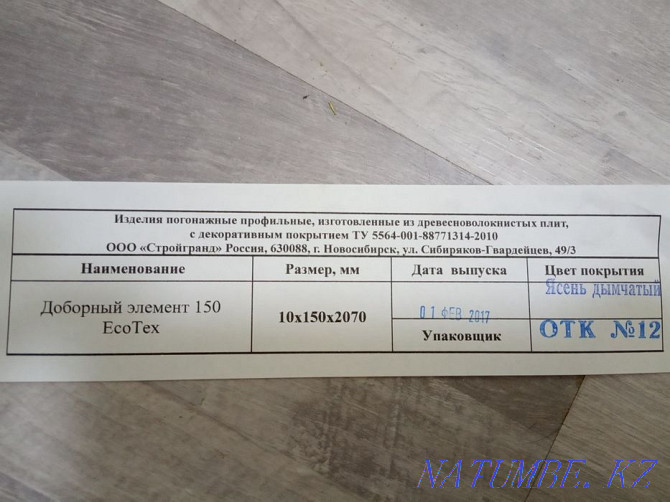 Изделия погонажные профильные, изготовленные из древесноволокнистых плит,
с декоративным покрытием ТУ 5564-001-88771314-2010
ООО «Стройгранд» Россия, 630088, г. Новосибирск, ул. Сибиряков-Гвардейцев, 49/3
Наименование Размер, мм Дата выпуска Цвет покрытия
Доборный элемент 150
EcoTex
10x150x2070
01 ФЕВ 2017
Упаковщик
Ясень дымчатый
ОТК №12
NATUMBE.KZ